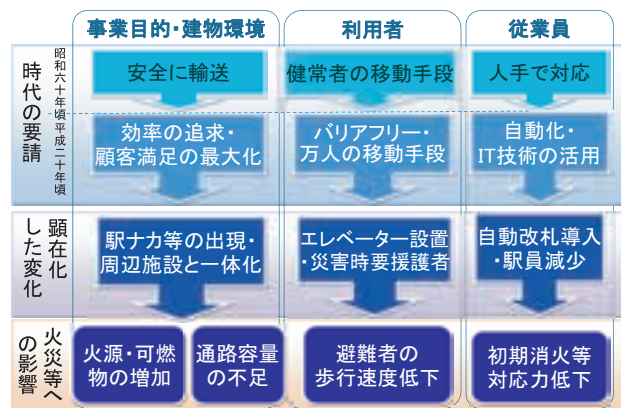 事業目的・建物環境
利用者
従業員
時代の要請
昭和六十年頃
平成二十年頃
安全に輸送
健常者の移動手段
人手で対応
効率の追求・
顧客満足の最大化
バリアフリー・
万人の移動手段
自動化・
IT技術の活用
顕在化
した変化
駅ナカ等の出現・
周辺施設と一体化
エレベーター設置
・災害時要援護者
自動改札導入
・駅員減少
火災等へ
の影響
火源・可燃
物の増加
通路容量
の不足
避難者の
歩行速度低下
初期消火等
対応力低下